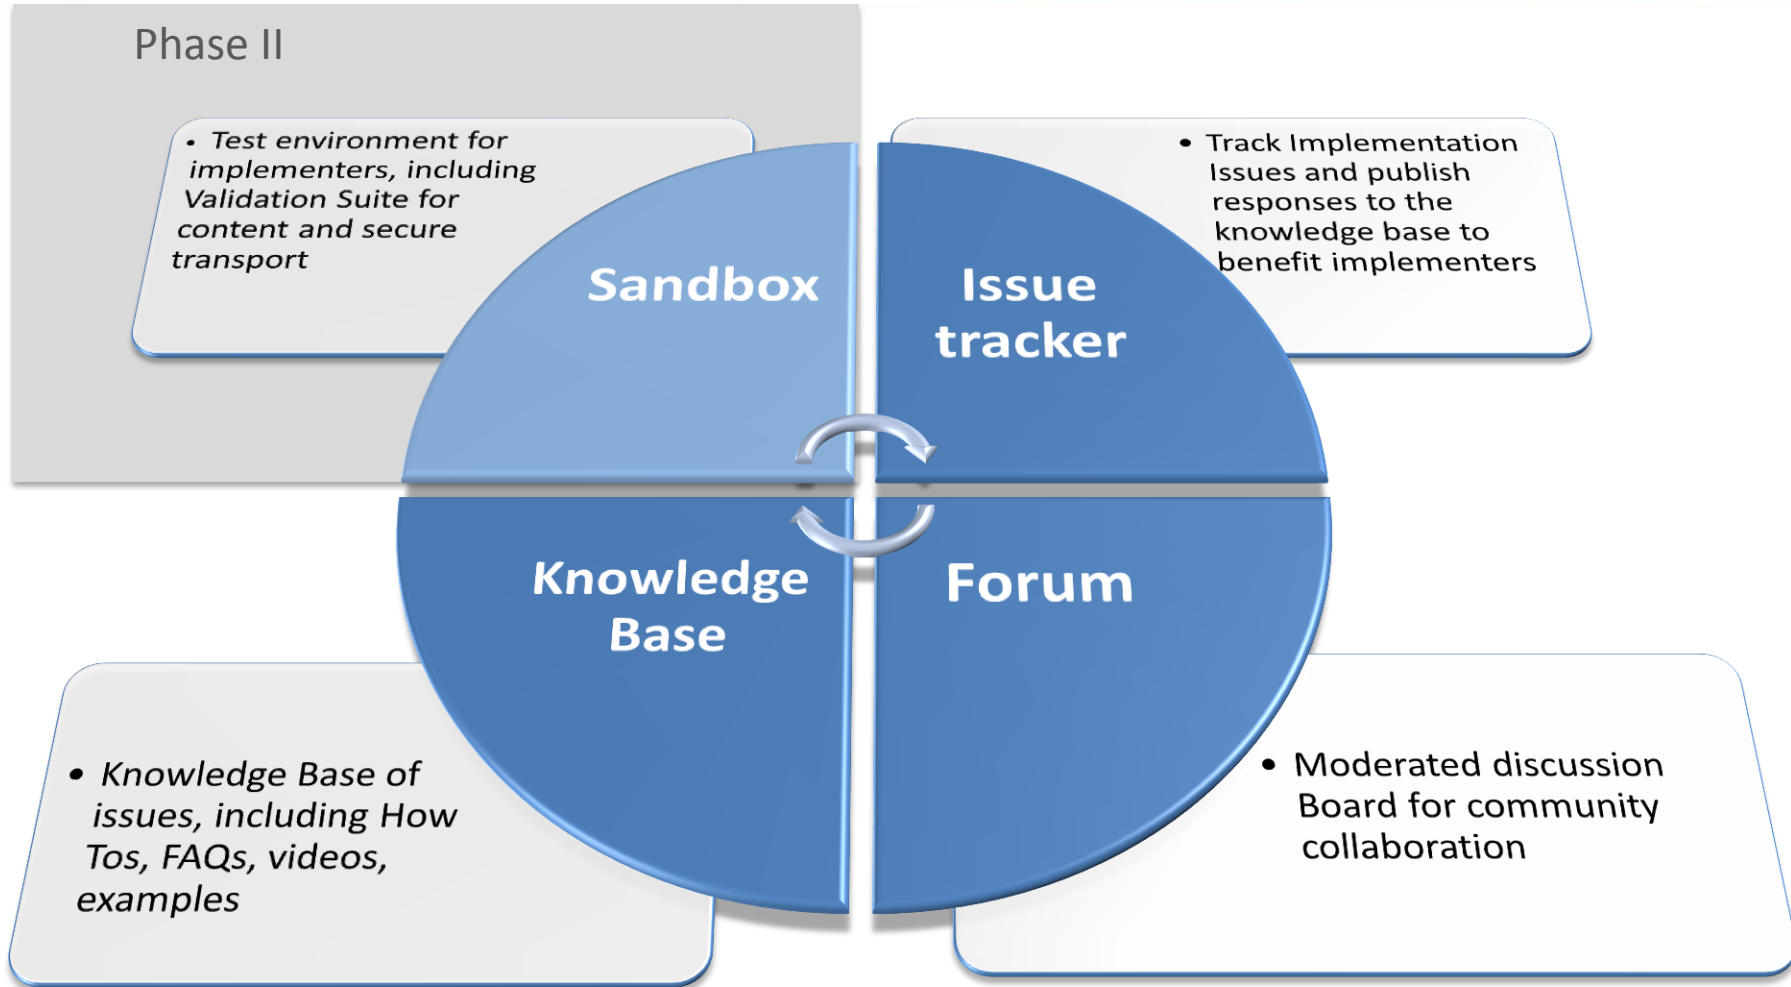 Phase II
• Test environment for
implementers, including
Validation Suite for
content and secure
transport
• Track Implementation
Issues and publish
responses to the
knowledge base to
benefit implementers
Sandbox
Issue
tracker
Knowledge
Base
Forum
• Knowledge Base of
issues, including How
Tos, FAQs, videos,
examples
• Moderated discussion
Board for community
collaboration